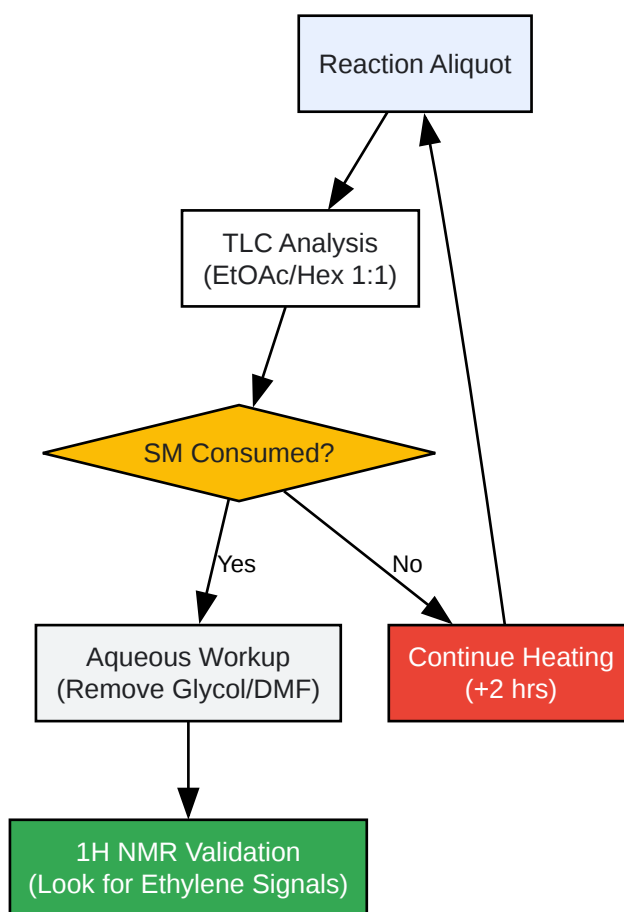 Reaction Aliquot
TLC Analysis
(EtOAc/Hex 1:1)
SM Consumed?
Yes
No
Aqueous Workup
(Remove Glycol/DMF)
Continue Heating
(+2 hrs)
1H NMR Validation
(Look for Ethylene Signals)